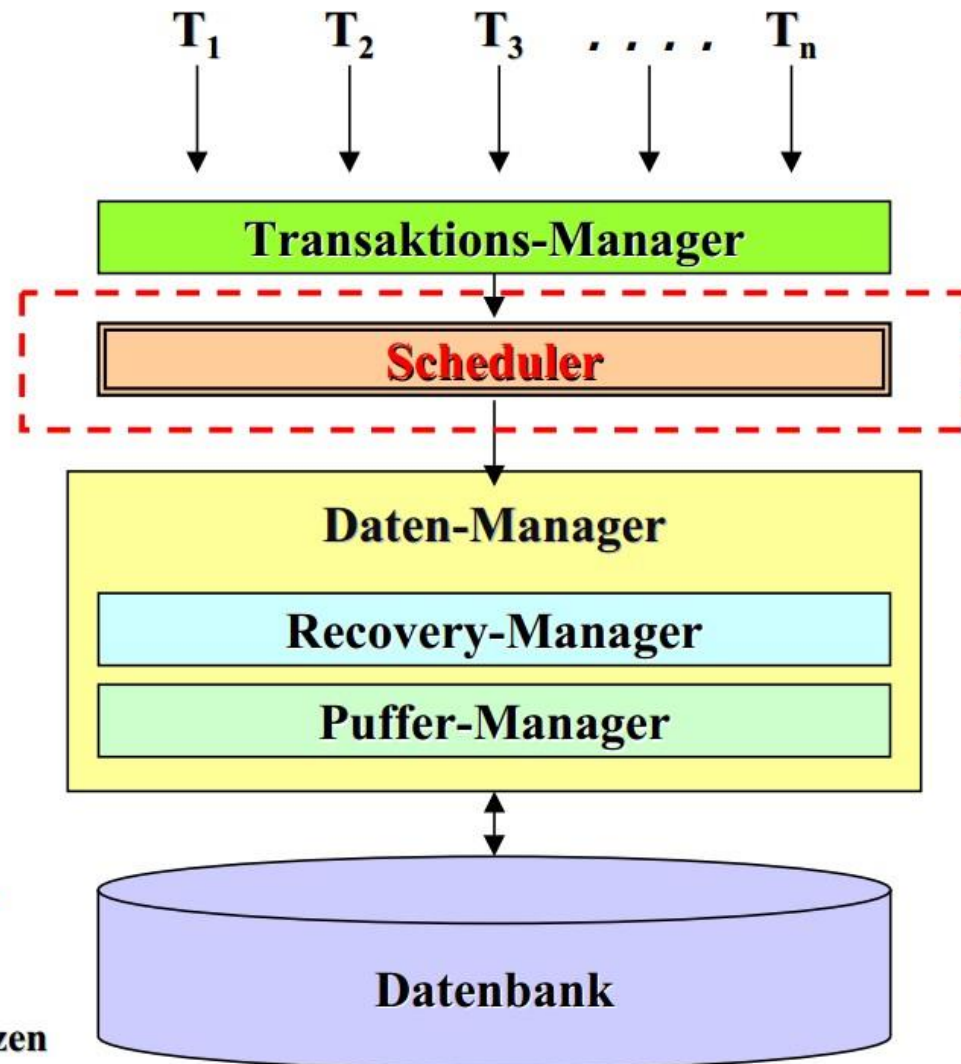 T1 T2 T3 . . . . Tn
Transaktions-Manager
Scheduler
Daten-Manager
Recovery-Manager
Puffer-Manager
Datenbank
zen